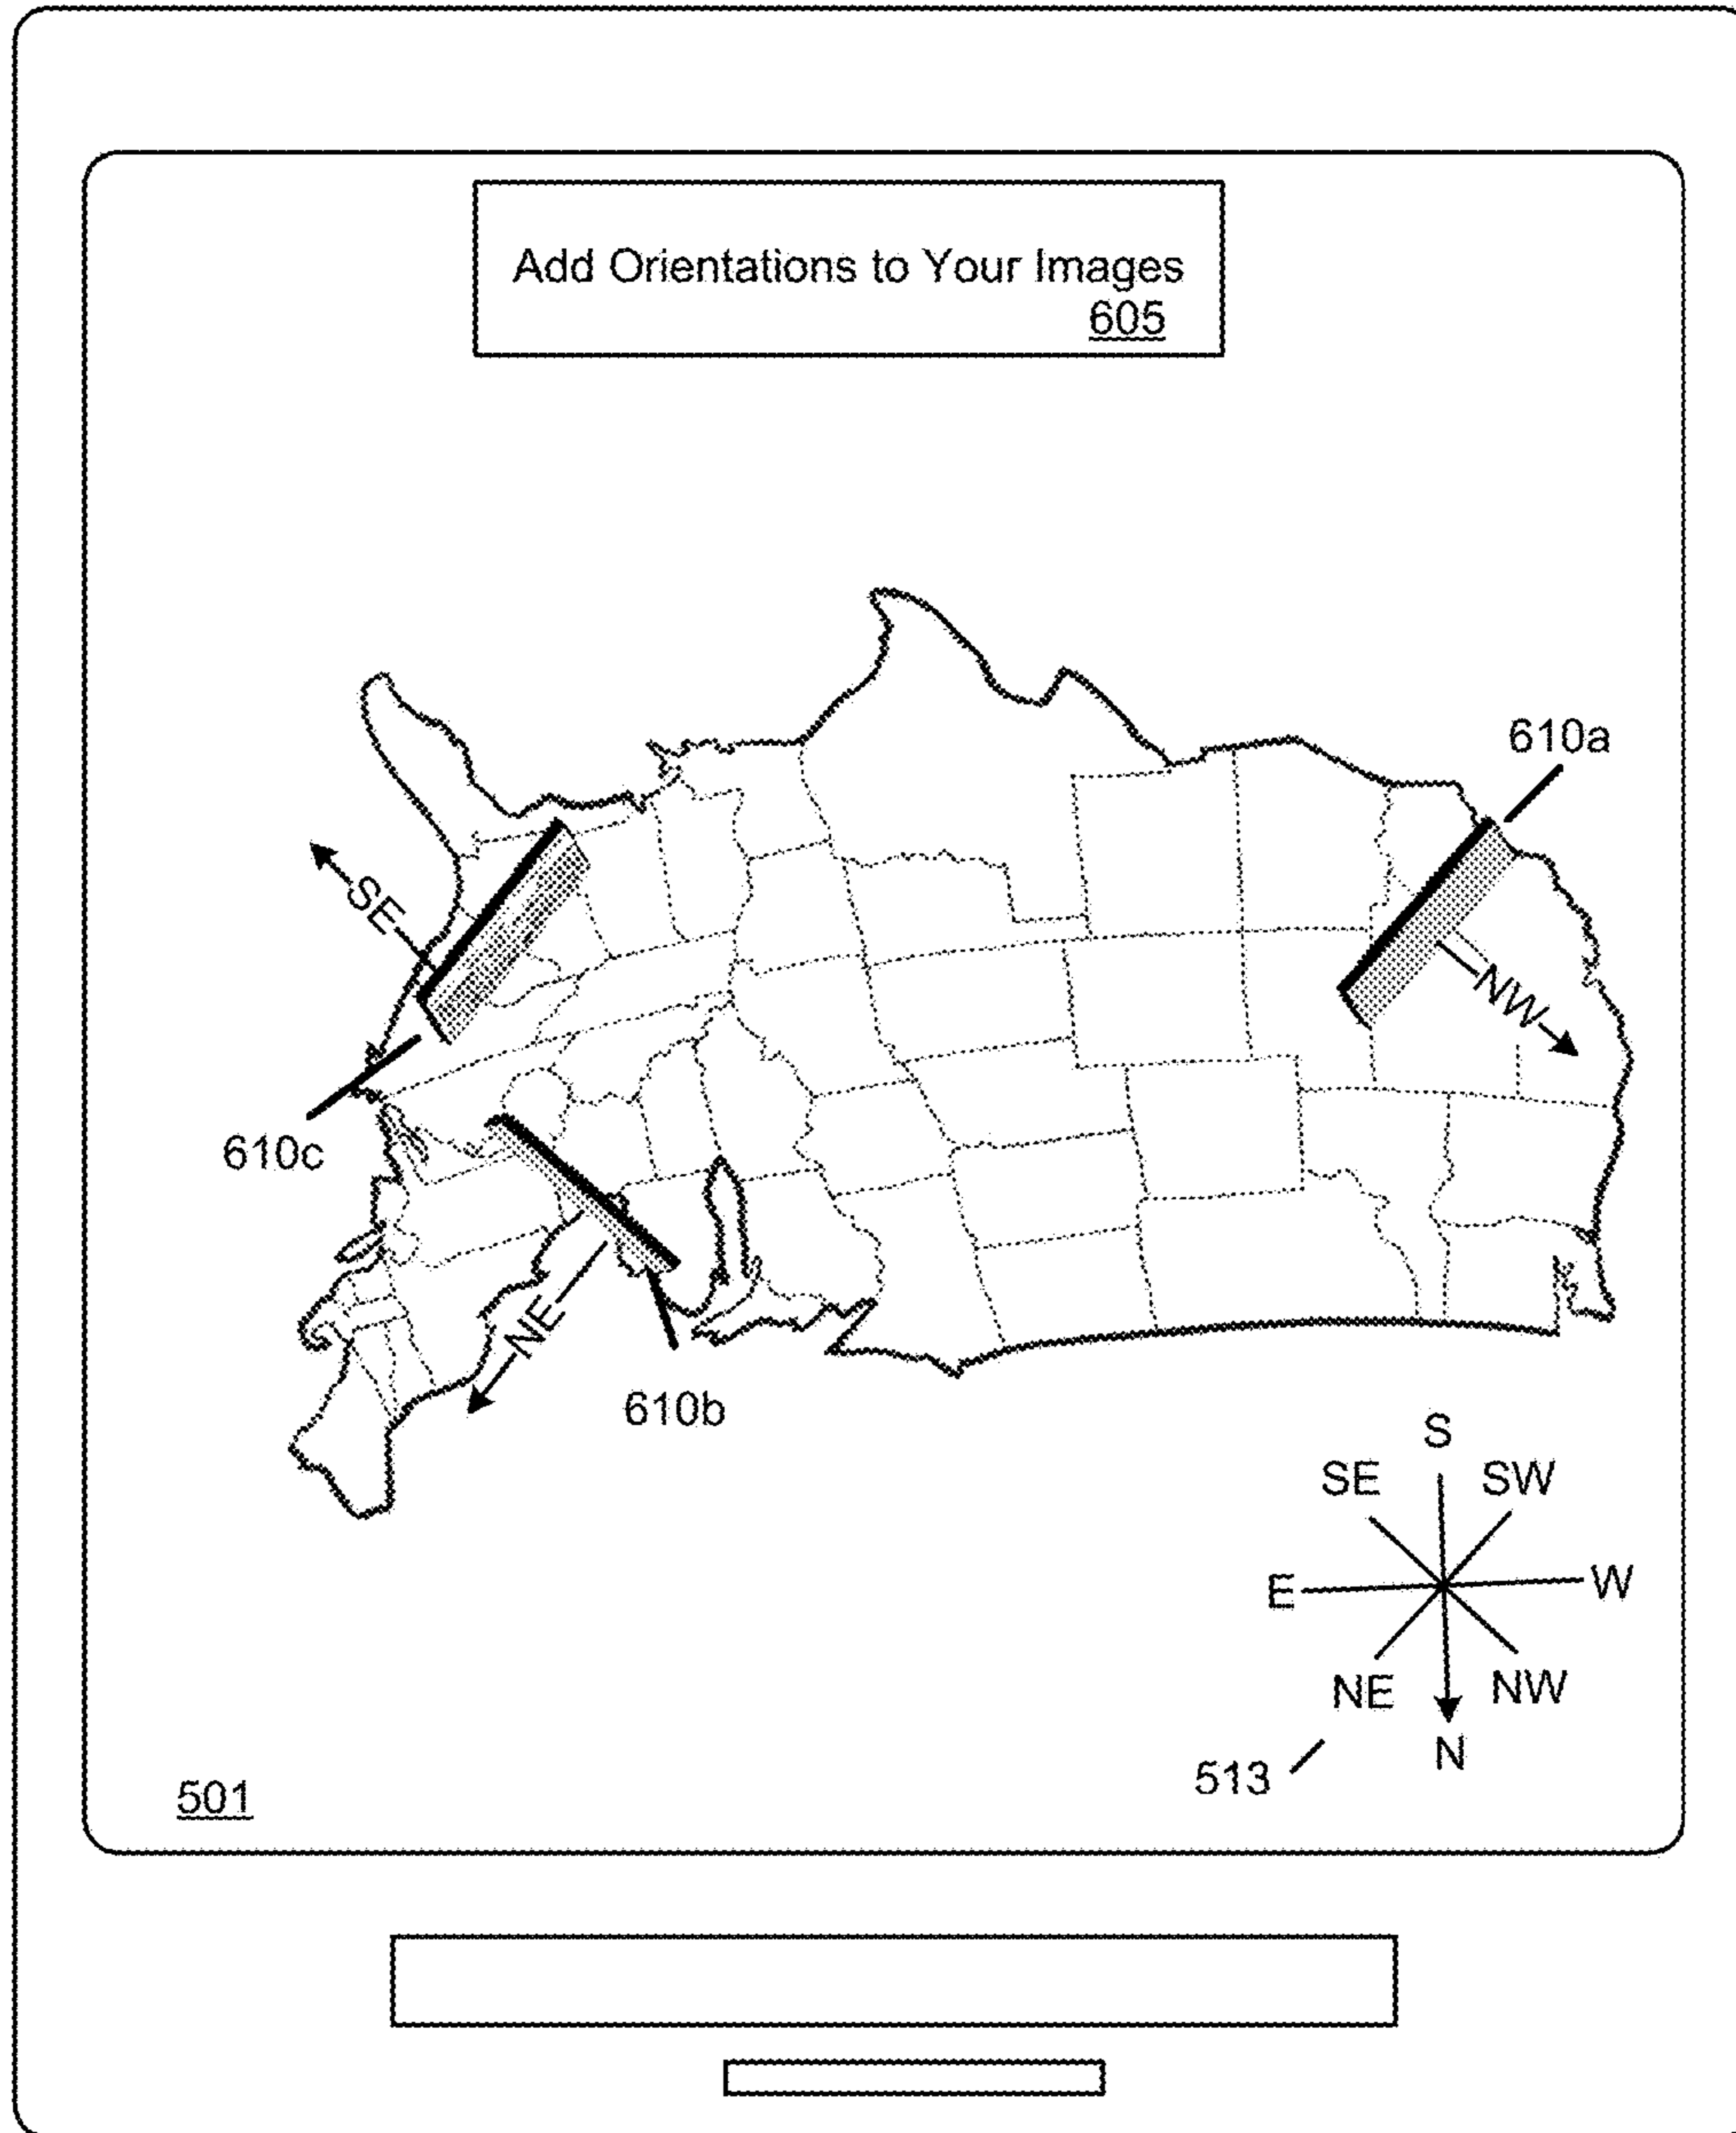 Add Orientations to Your Images
605
610a
SE
NW
610c
NE
610b
S
SE
SW
E
W
NE
NW
N
513
501